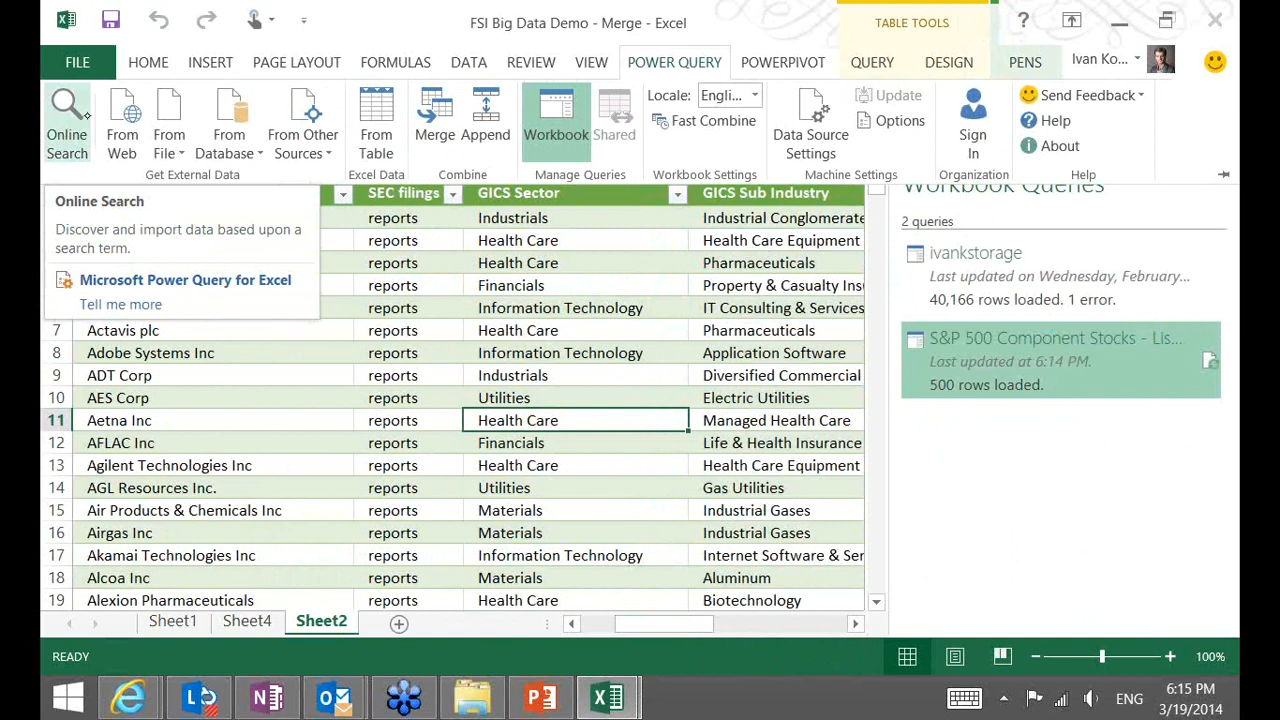 FSI Big Data Demo - Merge - Excel
TABLE TOOLS
?
FILE HOME INSERT PAGE LAYOUT FORMULAS DATA REVIEW VIEW POWER QUERY POWERPIVOT QUERY DESIGN PENS Ivan Ko...
Online Search
From Web
From File
From Database
From Other Sources
From Table
Merge
Append
Workbook
Shared
Locale: Engli...
Fast Combine
Data Source Settings
Update
Options
Sign In
Send Feedback
Help
About
Get External Data Excel Data Combine Manage Queries Workbook Settings Machine Settings Organization Help
Online Search
Discover and import data based upon a
search term.
Microsoft Power Query for Excel
Tell me more
SEC filings GICS Sector GICS Sub Industry
reports Industrials Industrial Conglomerate
reports Health Care Health Care Equipment
reports Health Care Pharmaceuticals
reports Financials Property & Casualty Ins
reports Information Technology IT Consulting & Services
7 Actavis plc reports Health Care Pharmaceuticals
8 Adobe Systems Inc reports Information Technology Application Software
9 ADT Corp reports Industrials Diversified Commercial
10 AES Corp reports Utilities Electric Utilities
11 Aetna Inc reports Health Care Managed Health Care
12 AFLAC Inc reports Financials Life & Health Insurance
13 Agilent Technologies Inc reports Health Care Health Care Equipment
14 AGL Resources Inc. reports Utilities Gas Utilities
15 Air Products & Chemicals Inc reports Materials Industrial Gases
16 Airgas Inc reports Materials Industrial Gases
17 Akamai Technologies Inc reports Information Technology Internet Software & Ser
18 Alcoa Inc reports Materials Aluminum
19 Alexion Pharmaceuticals reports Health Care Biotechnology
Workbook Queries
2 queries
ivankstorage
Last updated on Wednesday, February...
40,166 rows loaded. 1 error.
S&P 500 Component Stocks - Lis...
Last updated at 6:14 PM.
500 rows loaded.
Sheet1 Sheet4 Sheet2
READY
100%
ENG
6:15 PM
3/19/2014